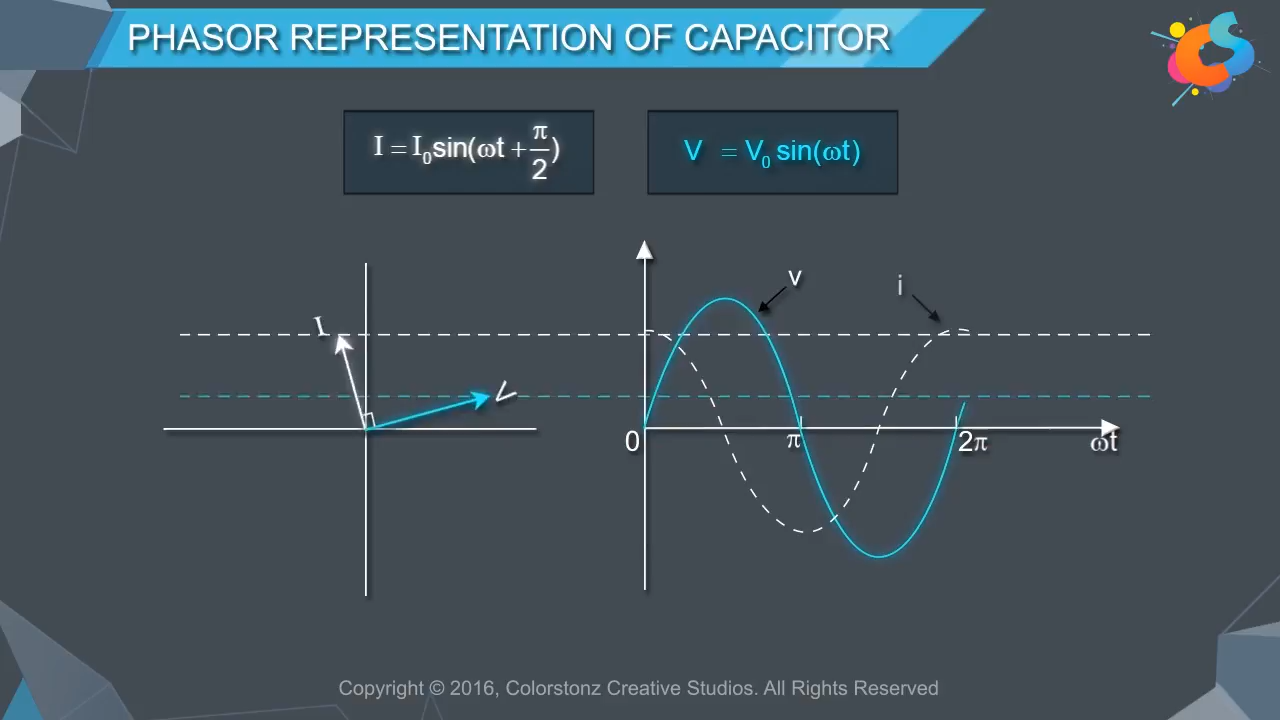 PHASOR REPRESENTATION OF CAPACITOR
I = I₀sin(ωt + π/2)
V = V₀ sin(ωt)
v
i
I
V
0
π
2π
ωt
Copyright © 2016, Colorstonz Creative Studios. All Rights Reserved